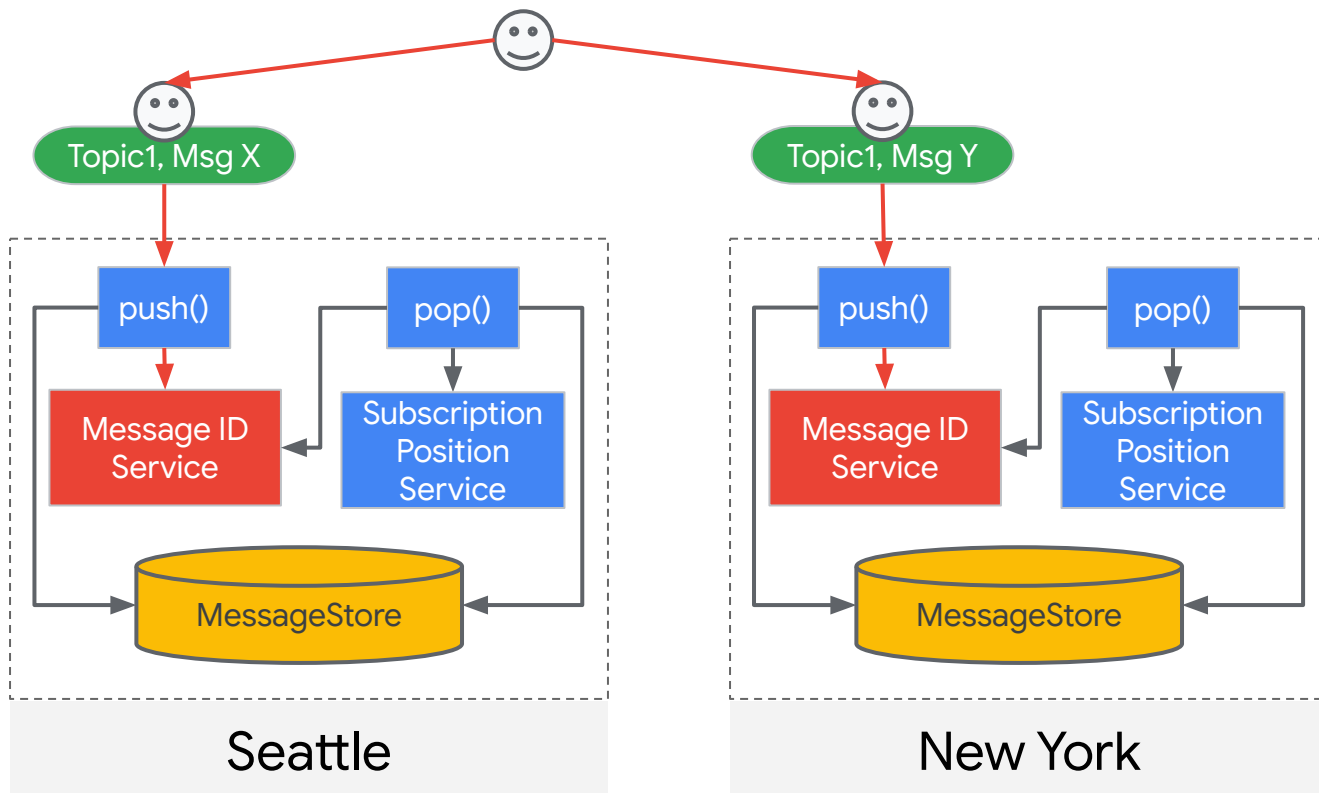 Topic1, Msg X
Topic1, Msg Y
push()
pop()
push()
pop()
Message ID
Service
Subscription
Position
Service
Message ID
Service
Subscription
Position
Service
MessageStore
MessageStore
Seattle
New York